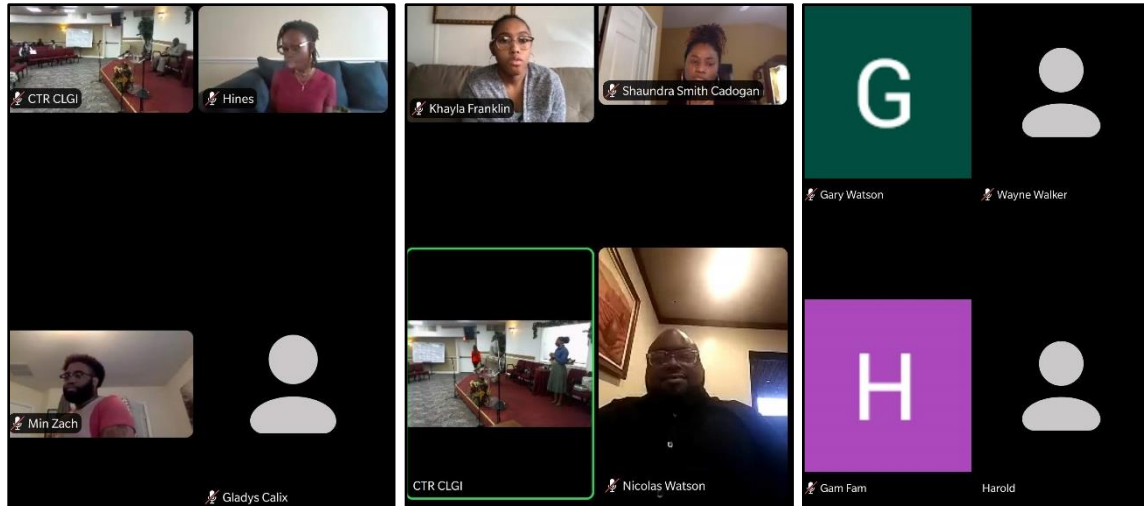 CTR CLGI
Hines
Min Zach
Gladys Calix
Khayla Franklin
Shaundra Smith Cadogan
CTR CLGI
Nicolas Watson
G
Gary Watson
Wayne Walker
H
Gam Fam
Harold